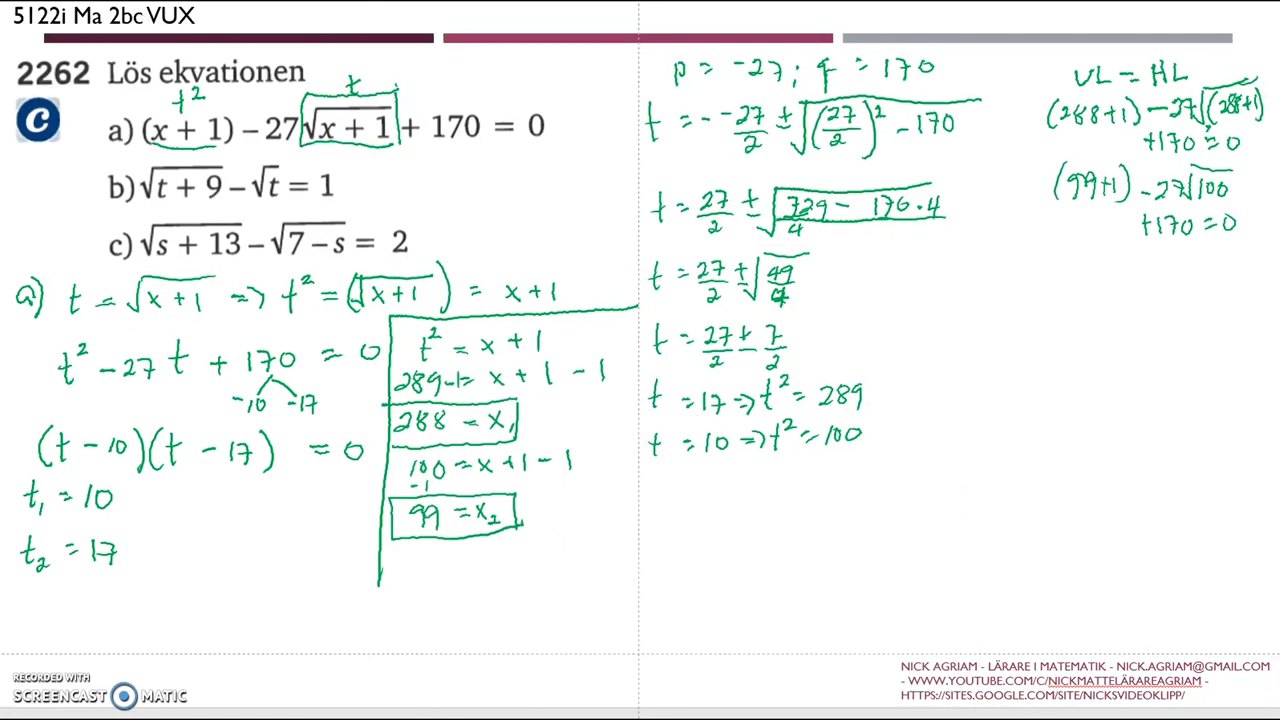 5122i Ma 2bc VUX
2262 Lös ekvationen
t² t
C
a) (x + 1) – 27√x + 1 + 170 = 0
b) √t + 9 – √t = 1
c) √s + 13 – √7 – s = 2
a) t = √x+1 => t² = (√x+1)² = x+1
t² - 27t + 170 = 0
-10 -17
(t - 10)(t - 17) = 0
t₁ = 10
t₂ = 17
t² = x + 1
289-1 = x + 1 - 1
288 = x₁
100 = x + 1 - 1
-1
99 = x₂
p = -27 ; q = 170
t = - -27/2 ± √(27/2)² - 170
t = 27/2 ± √729 - 170·4/4
t = 27/2 ± √49/4
t = 27/2 ± 7/2
t = 17 => t² = 289
t = 10 => t² = 100
VL = HL
(288+1) - 27√(288+1)
+170 = 0
(99+1) - 27√100
+170 = 0
RECORDED WITH
SCREENCAST MATIC
NICK AGRIAM - LÄRARE I MATEMATIK - NICK.AGRIAM@GMAIL.COM
- WWW.YOUTUBE.COM/C/NICKMATTELÄRAREAGRIAM -
HTTPS://SITES.GOOGLE.COM/SITE/NICKSVIDEOKLIPP/